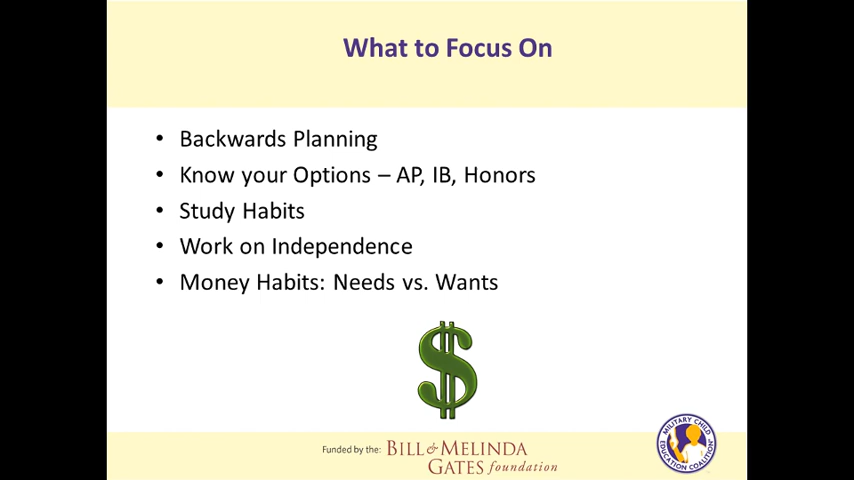 What to Focus On
• Backwards Planning
• Know your Options – AP, IB, Honors
• Study Habits
• Work on Independence
• Money Habits: Needs vs. Wants
$
Funded by the: BILL & MELINDA
GATES foundation
MILITARY CHILD
EDUCATION COALITION